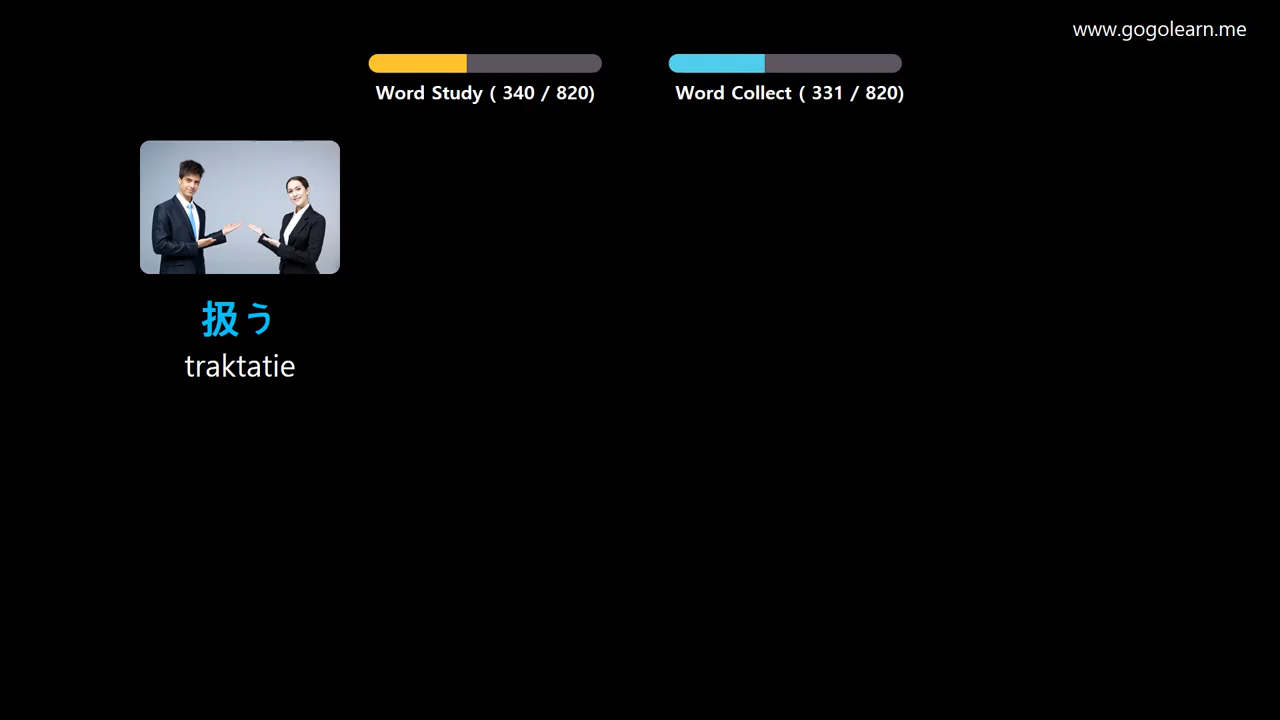 www.gogolearn.me
Word Study ( 340 / 820)
Word Collect ( 331 / 820)
扱う
traktatie